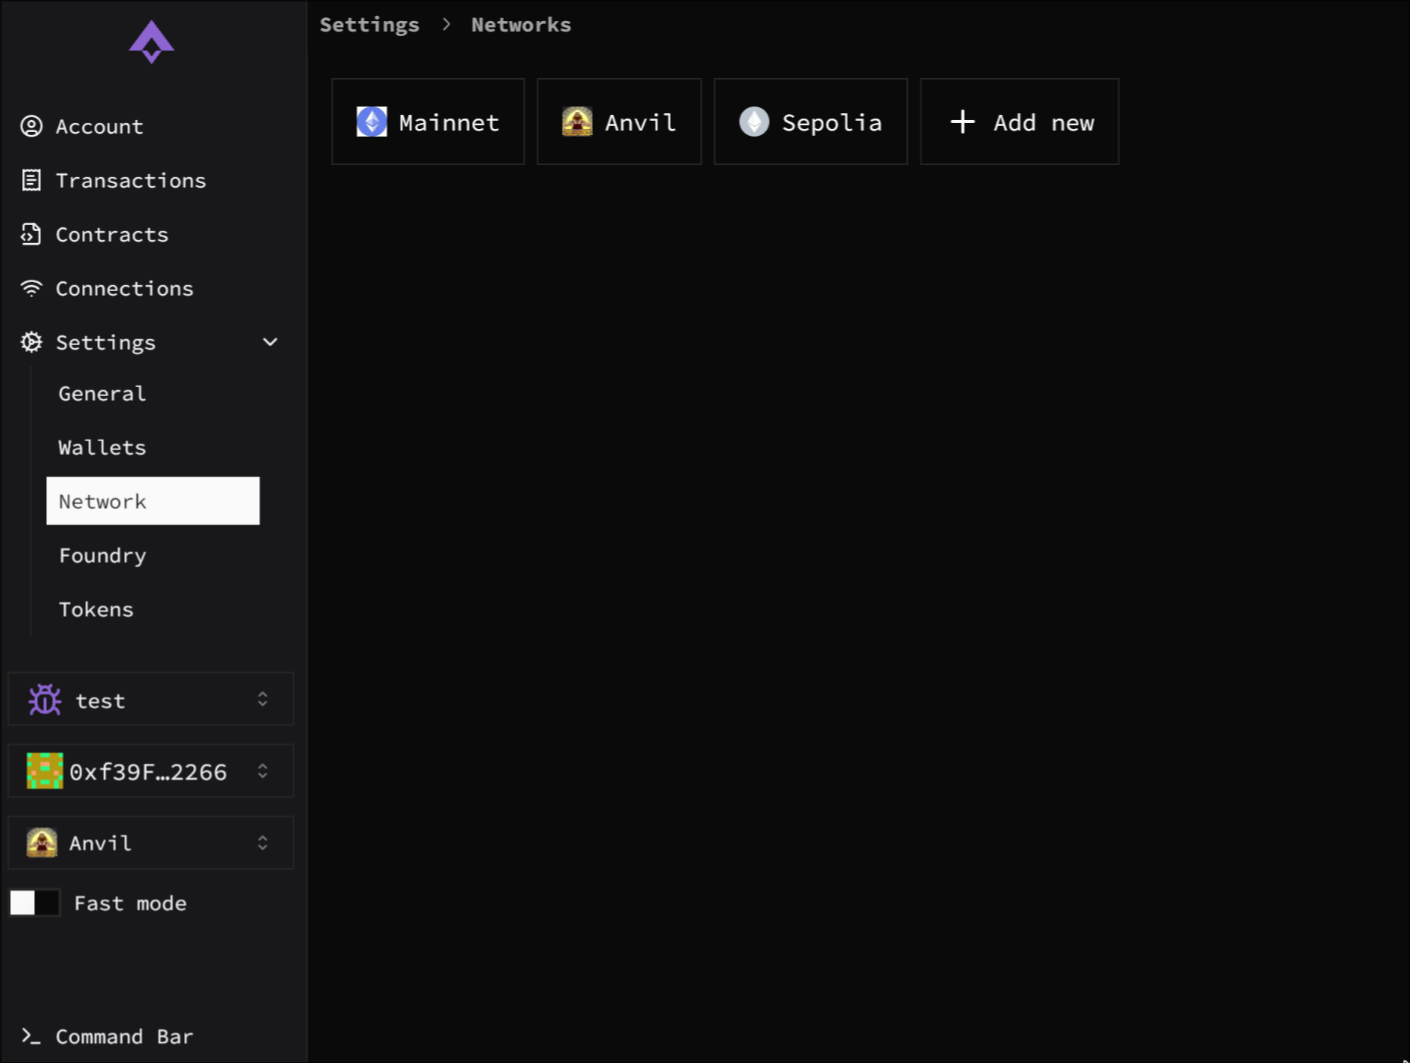 Settings > Networks
Mainnet
Anvil
Sepolia
+ Add new
Account
Transactions
Contracts
Connections
Settings
General
Wallets
Network
Foundry
Tokens
test
0xf39F…2266
Anvil
Fast mode
>_ Command Bar